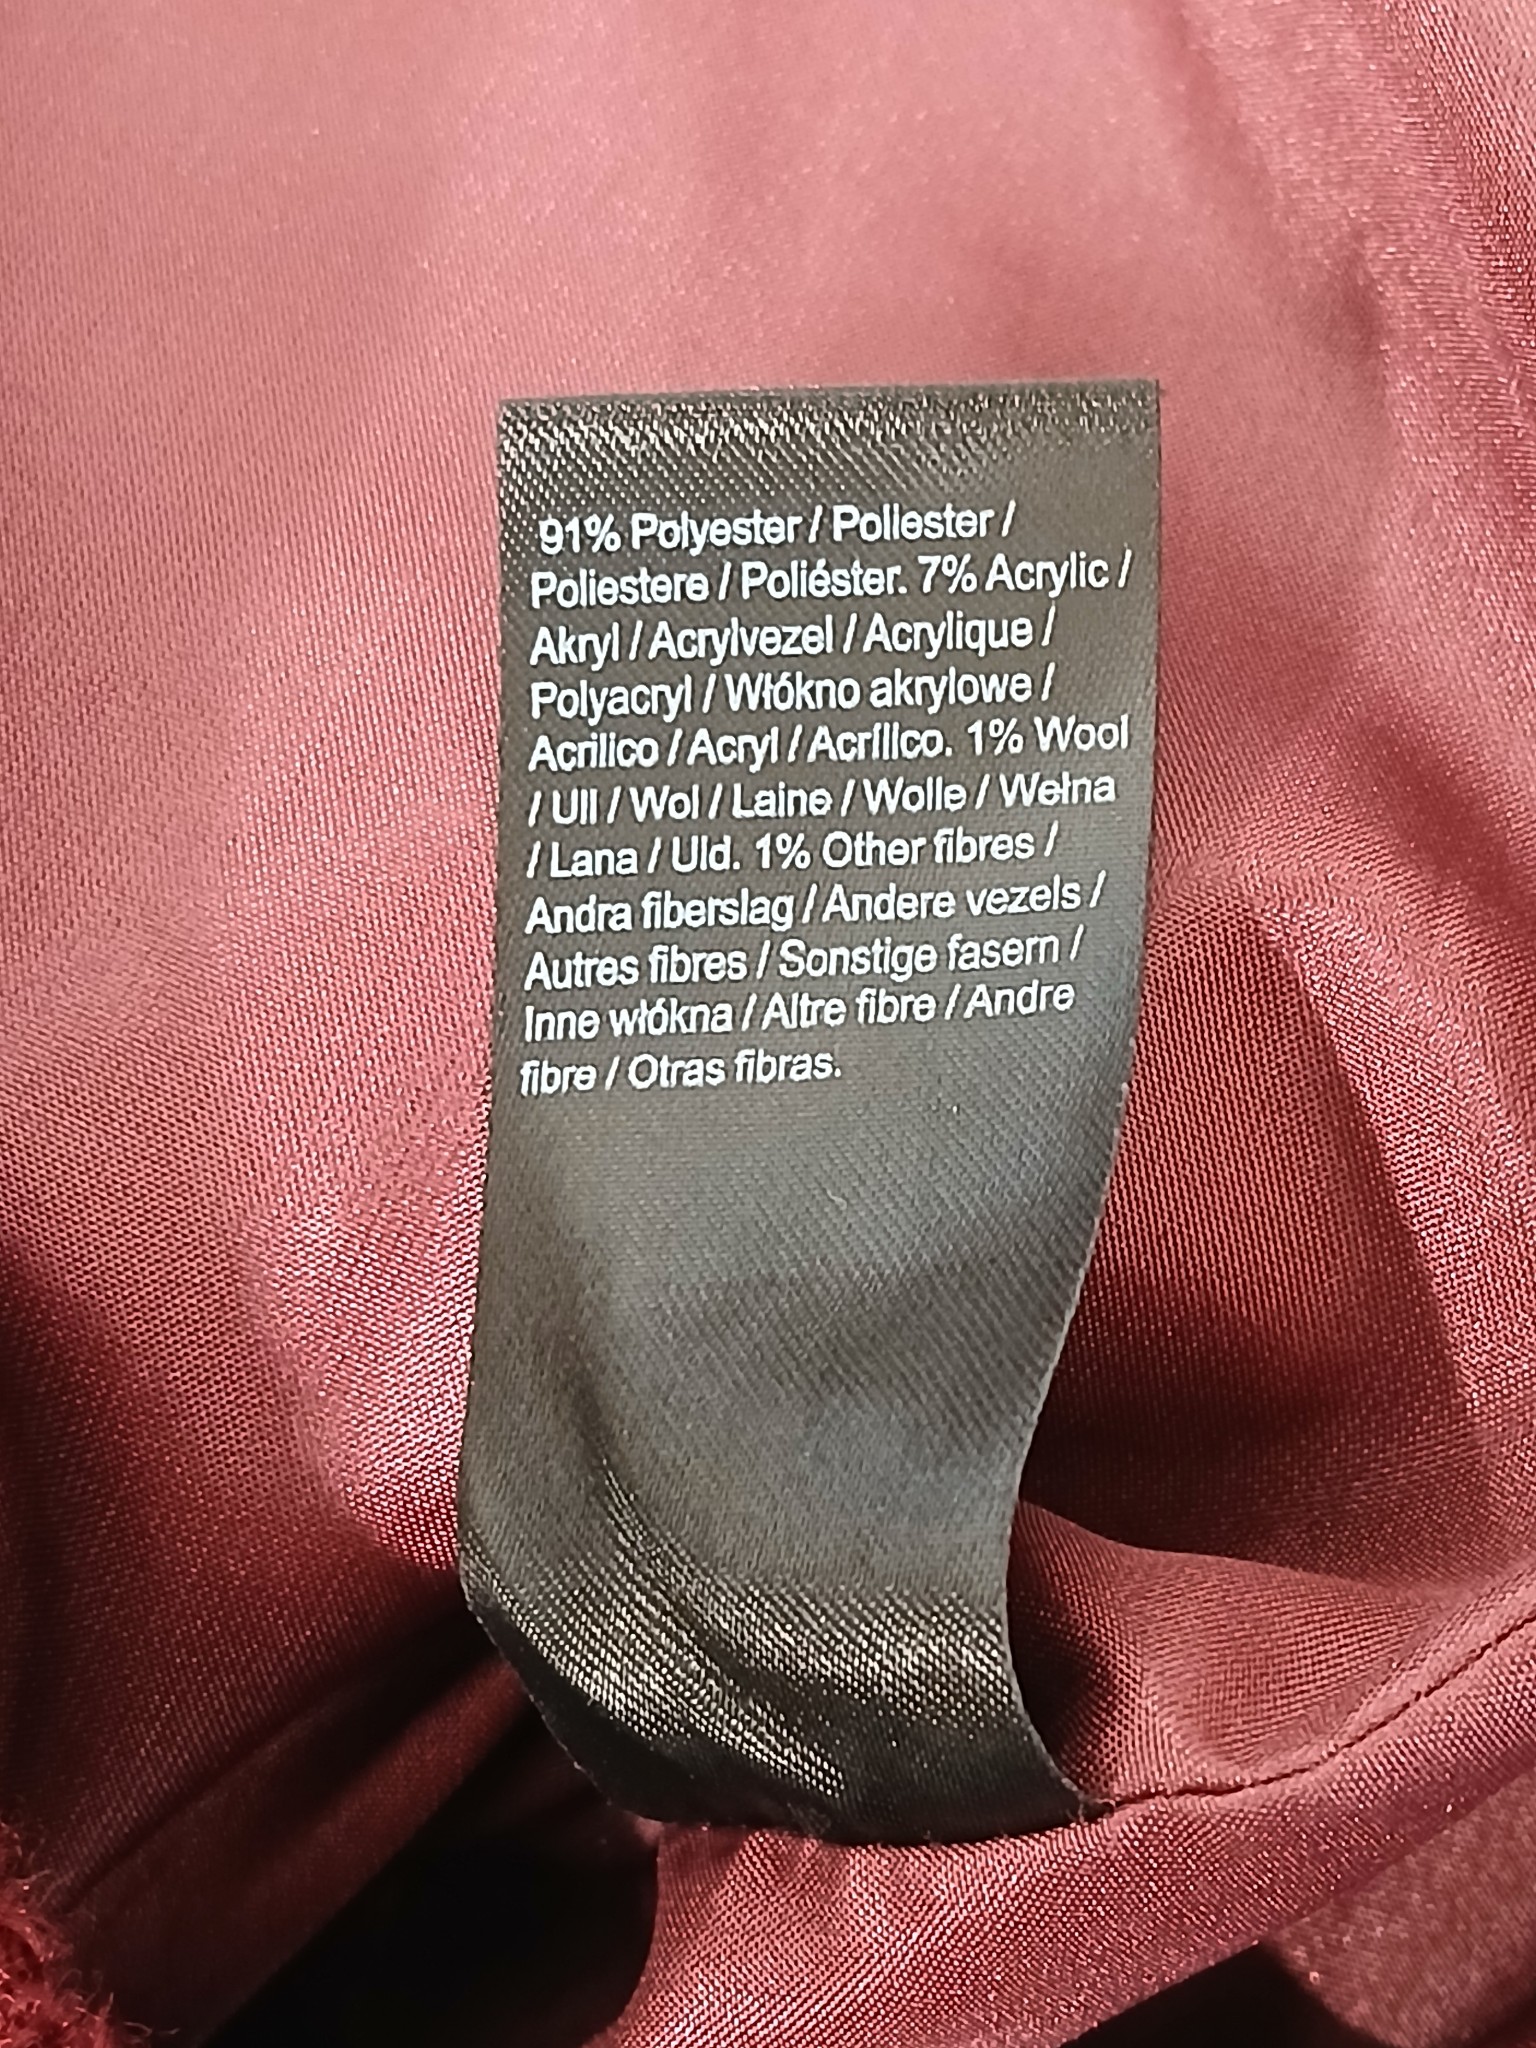 91% Polyester / Poliester /
Poliestere / Poliéster. 7% Acrylic /
Akryl / Acrylvezel / Acrylique /
Polyacryl / Włókno akrylowe /
Acrilico / Acryl / Acrílico. 1% Wool
/ Ull / Wol / Laine / Wolle / Wełna
/ Lana / Uld. 1% Other fibres /
Andra fiberslag / Andere vezels /
Autres fibres / Sonstige fasern /
Inne włókna / Altre fibre / Andre
fibre / Otras fibras.